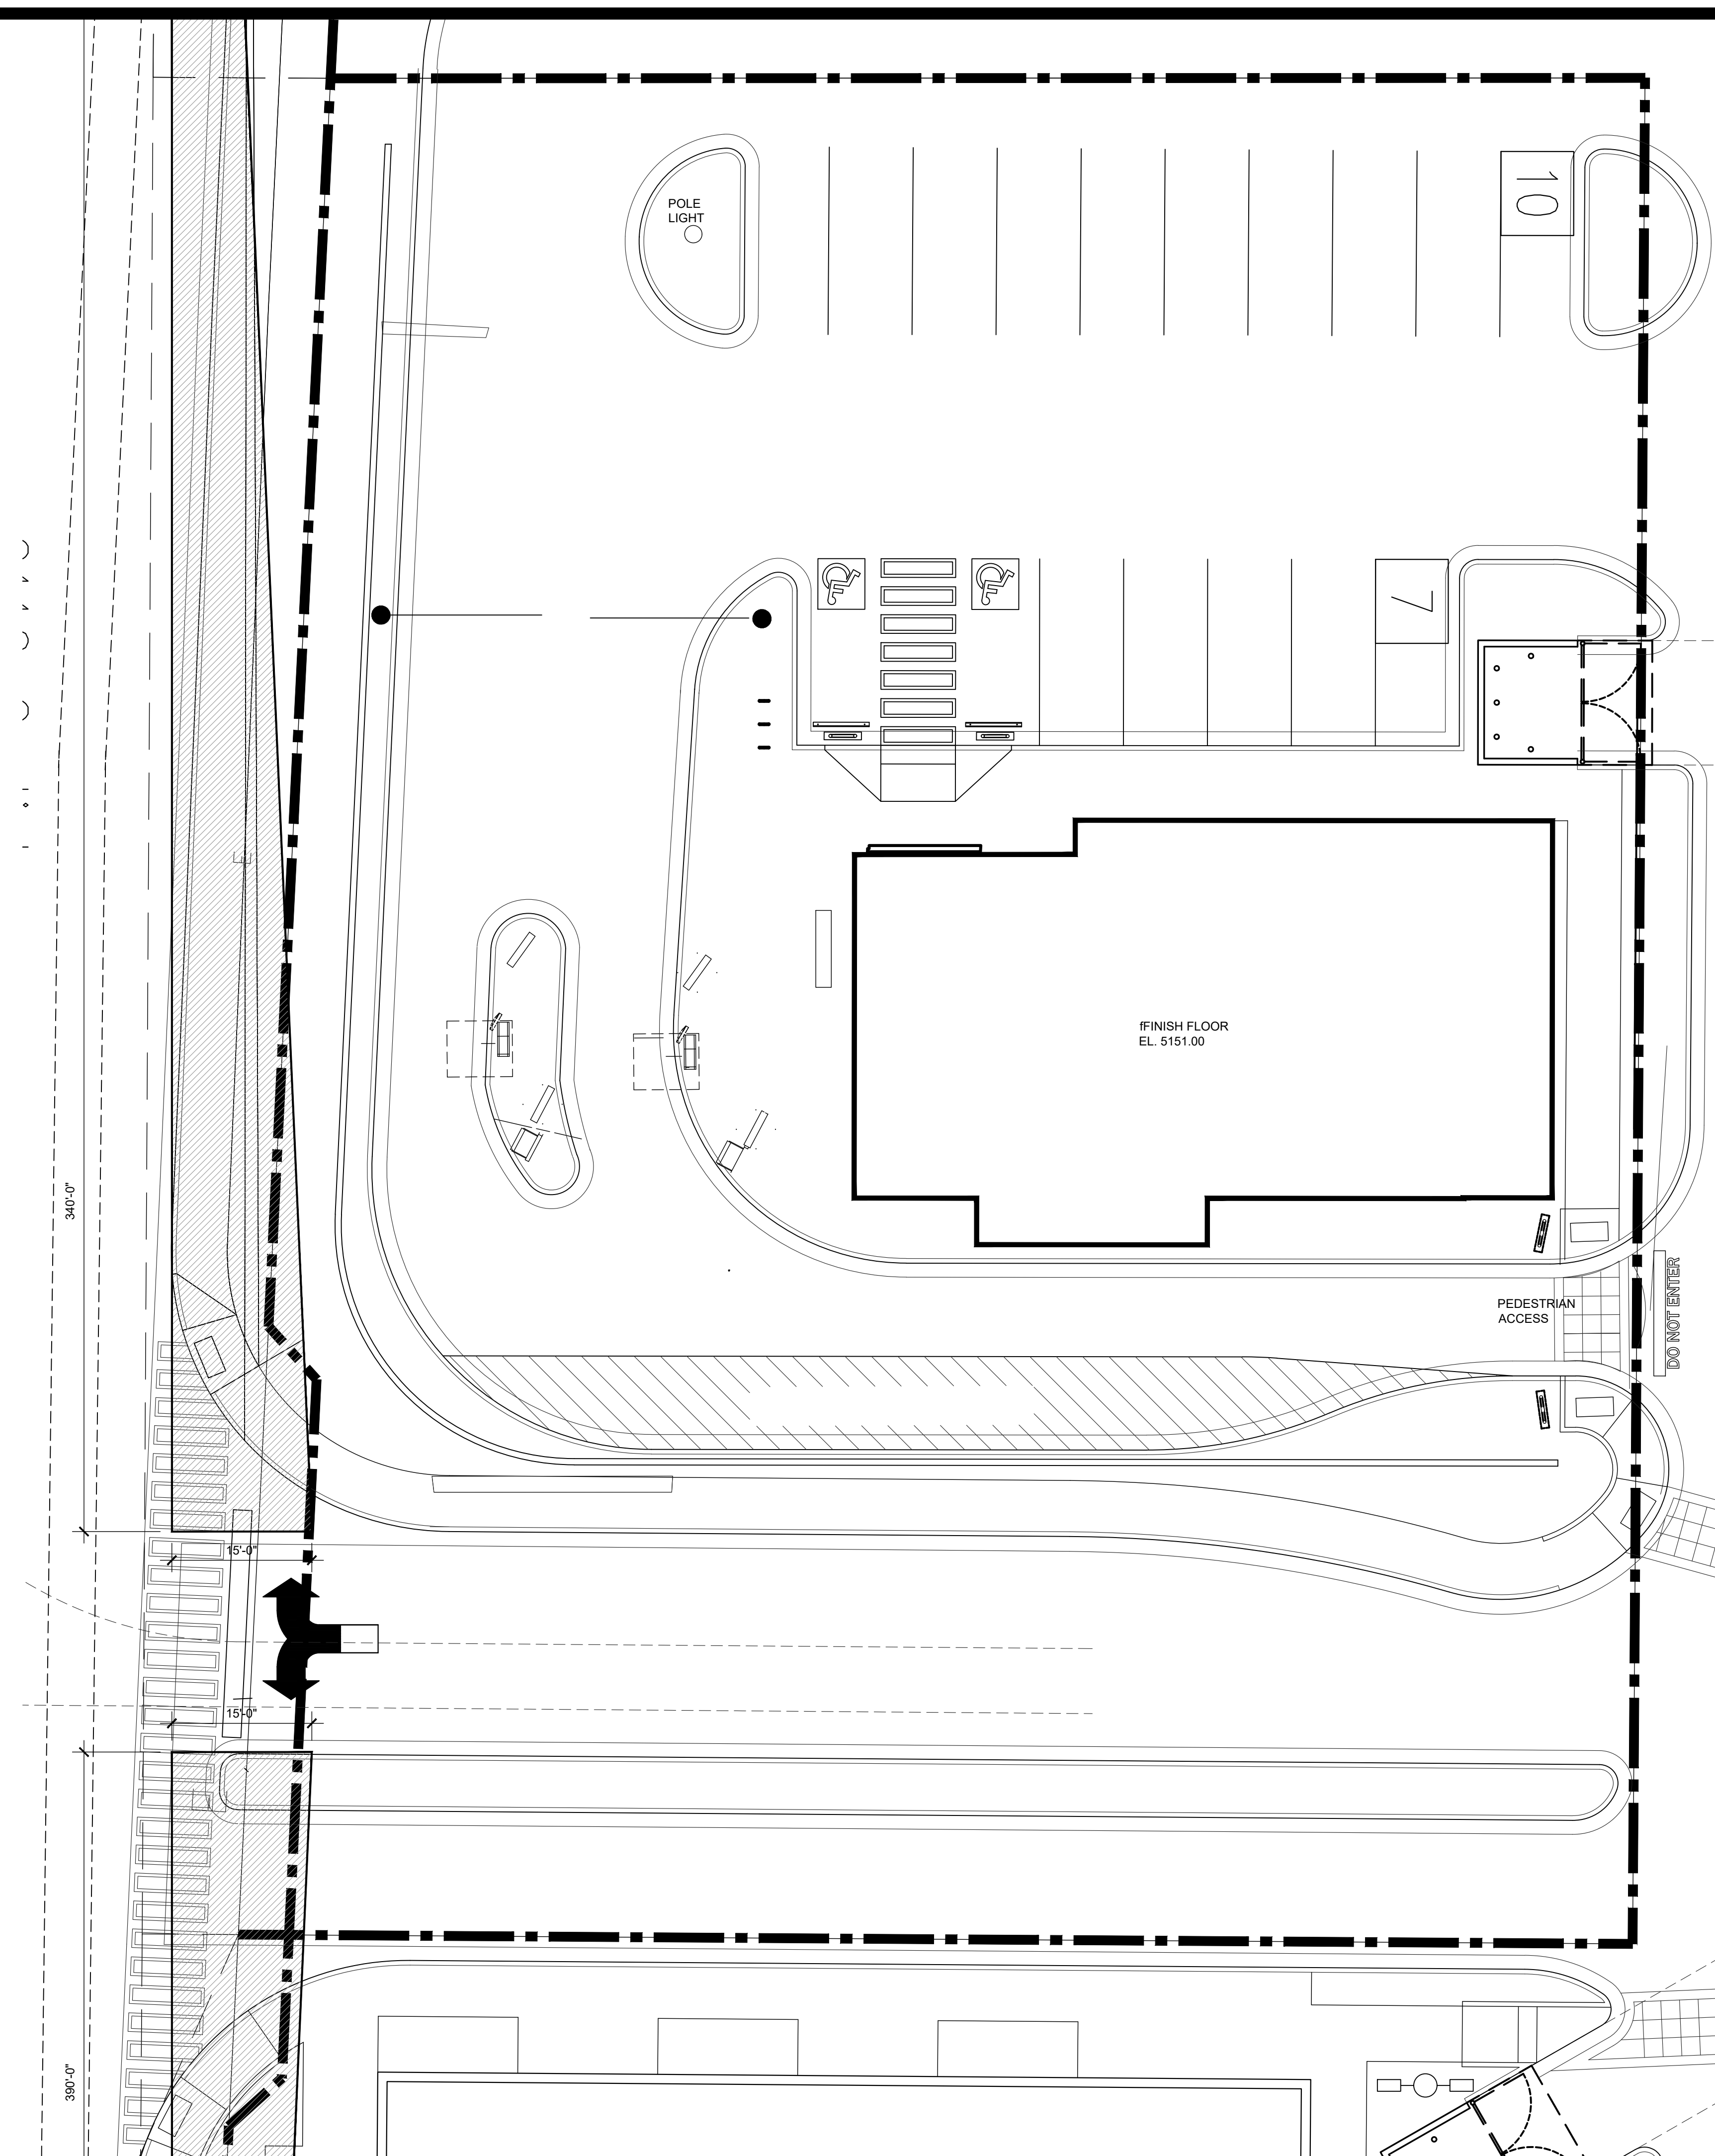 10
POLE
LIGHT
7
fFINISH FLOOR
EL. 5151.00
340'-0"
PEDESTRIAN
ACCESS
DO NOT ENTER
15'-0"
15'-0"
390'-0"